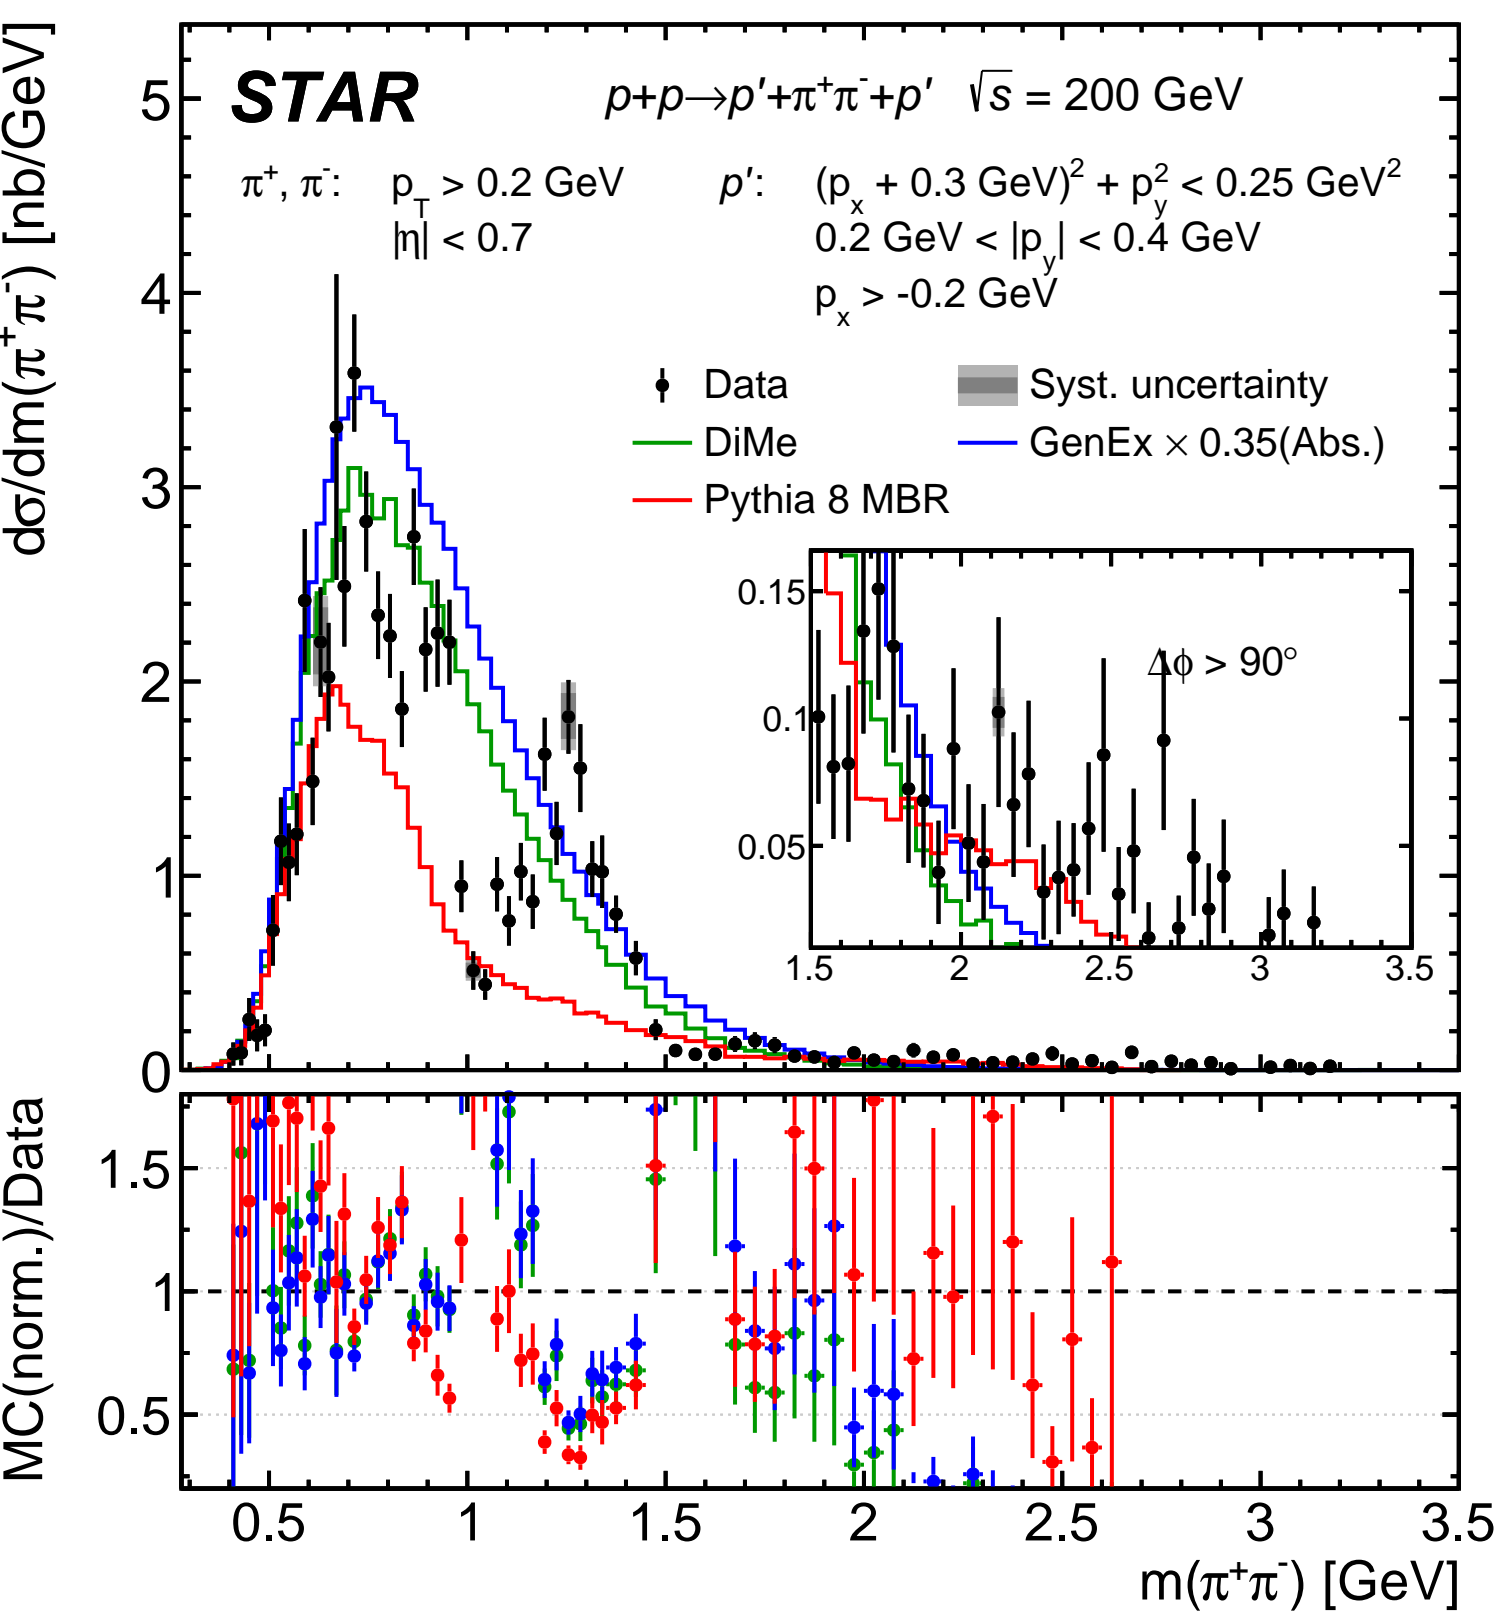 STAR
p+p→p′+π⁺π⁻+p′ √s = 200 GeV
π⁺, π⁻: p_T > 0.2 GeV p′: (p_x + 0.3 GeV)² + p_y² < 0.25 GeV²
|η| < 0.7 0.2 GeV < |p_y| < 0.4 GeV
p_x > -0.2 GeV
Data Syst. uncertainty
DiMe GenEx × 0.35(Abs.)
Pythia 8 MBR
dσ/dm(π⁺π⁻) [nb/GeV]
5
4
3
2
1
0
Δϕ > 90°
0.15
0.1
0.05
1.5 2 2.5 3 3.5
MC(norm.)/Data
1.5
1
0.5
0.5 1 1.5 2 2.5 3 3.5
m(π⁺π⁻) [GeV]